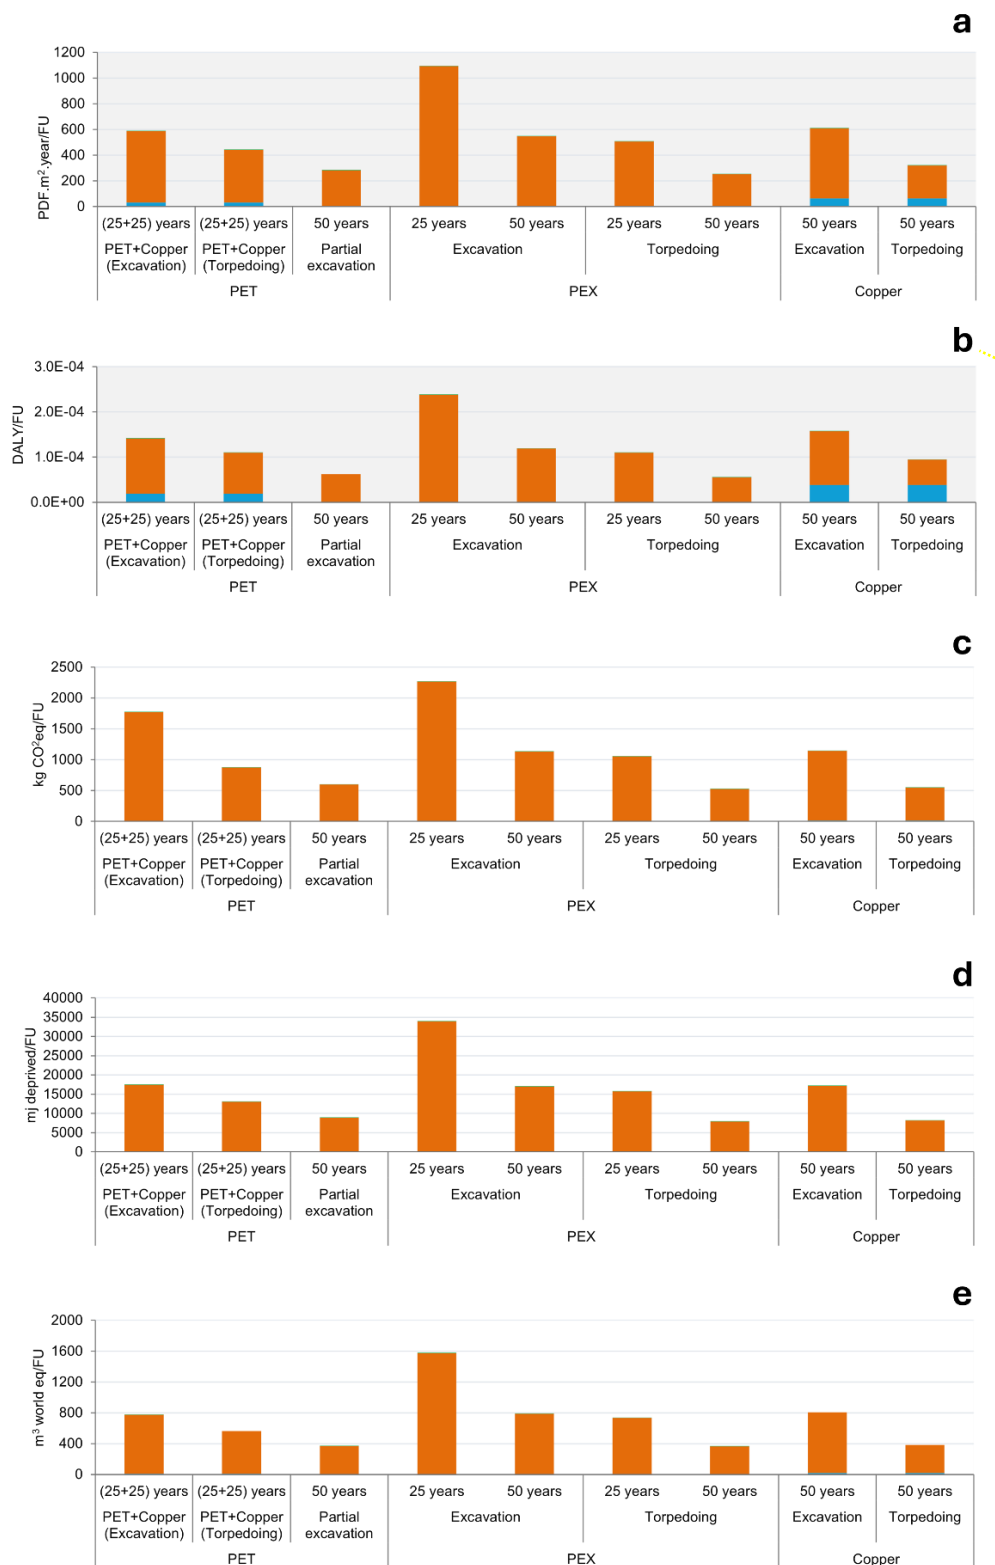 a
PDF.m².year/FU
1200
1000
800
600
400
200
0
(25+25) years (25+25) years 50 years 25 years 50 years 25 years 50 years 50 years 50 years
PET+Copper PET+Copper Partial Excavation Torpedoing Excavation Torpedoing
(Excavation) (Torpedoing) excavation
PET PEX Copper
b
DALY/FU
3.0E-04
2.0E-04
1.0E-04
0.0E+00
(25+25) years (25+25) years 50 years 25 years 50 years 25 years 50 years 50 years 50 years
PET+Copper PET+Copper Partial Excavation Torpedoing Excavation Torpedoing
(Excavation) (Torpedoing) excavation
PET PEX Copper
c
kg CO²eq/FU
2500
2000
1500
1000
500
0
(25+25) years (25+25) years 50 years 25 years 50 years 25 years 50 years 50 years 50 years
PET+Copper PET+Copper Partial Excavation Torpedoing Excavation Torpedoing
(Excavation) (Torpedoing) excavation
PET PEX Copper
d
mj deprived/FU
40000
35000
30000
25000
20000
15000
10000
5000
0
(25+25) years (25+25) years 50 years 25 years 50 years 25 years 50 years 50 years 50 years
PET+Copper PET+Copper Partial Excavation Torpedoing Excavation Torpedoing
(Excavation) (Torpedoing) excavation
PET PEX Copper
e
m³ world eq/FU
2000
1600
1200
800
400
0
(25+25) years (25+25) years 50 years 25 years 50 years 25 years 50 years 50 years 50 years
PET+Copper PET+Copper Partial Excavation Torpedoing Excavation Torpedoing
(Excavation) (Torpedoing) excavation
PET PEX Copper